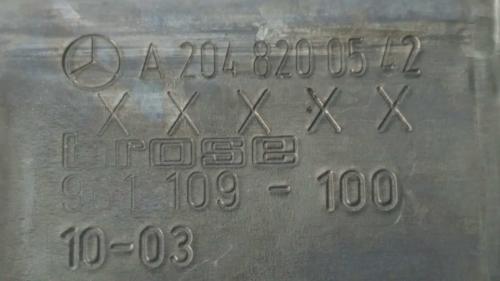 A 204 820 05 42
X X X X X
brose
109 - 100
10-03